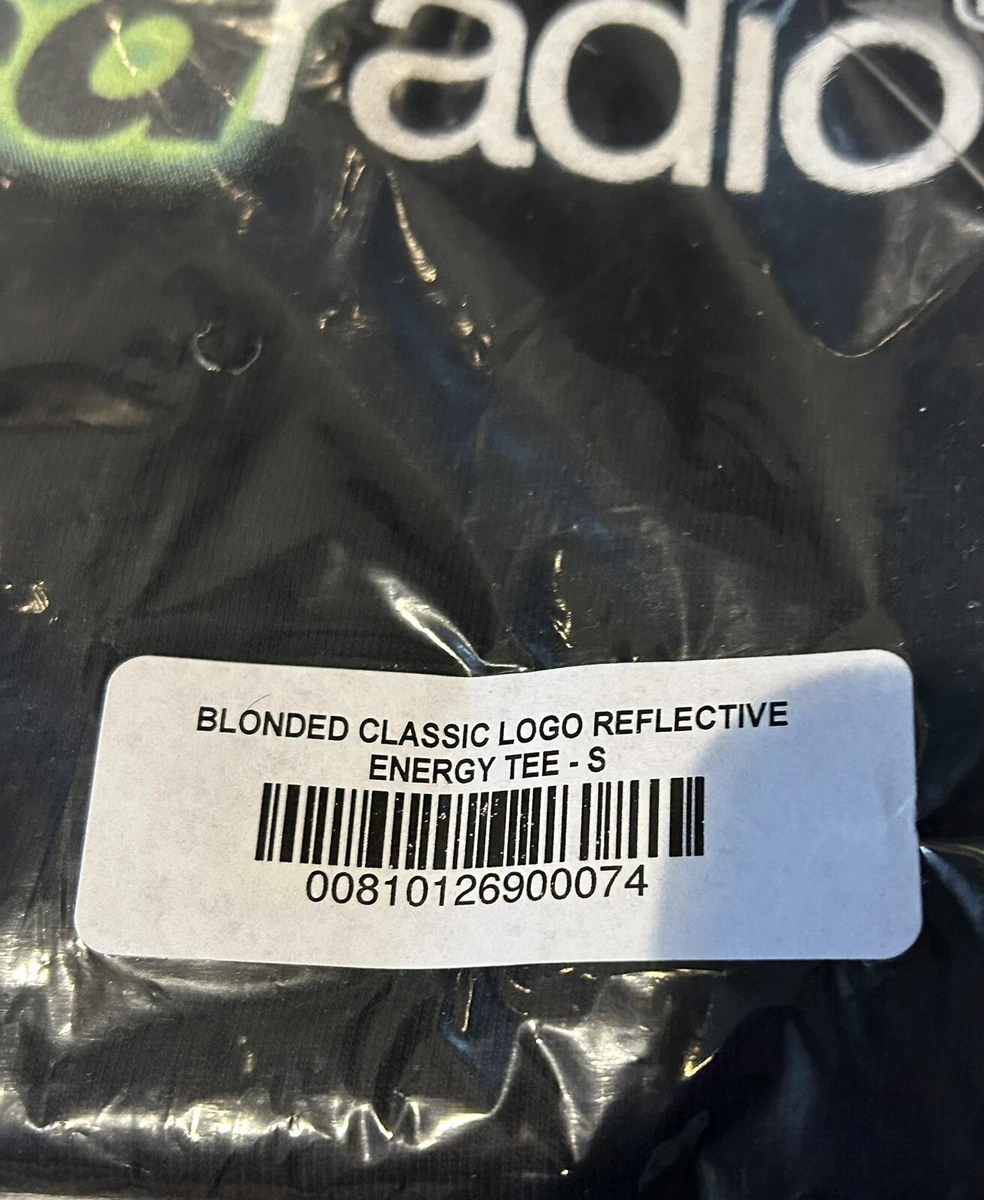 radio
BLONDED CLASSIC LOGO REFLECTIVE
ENERGY TEE - S
00810126900074